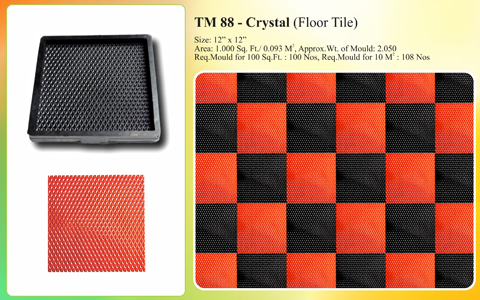 TM 88 - Crystal (Floor Tile)
Size: 12” x 12”
Area: 1.000 Sq. Ft./ 0.093 M², Approx.Wt. of Mould: 2.050
Req.Mould for 100 Sq.Ft. : 100 Nos, Req.Mould for 10 M² : 108 Nos